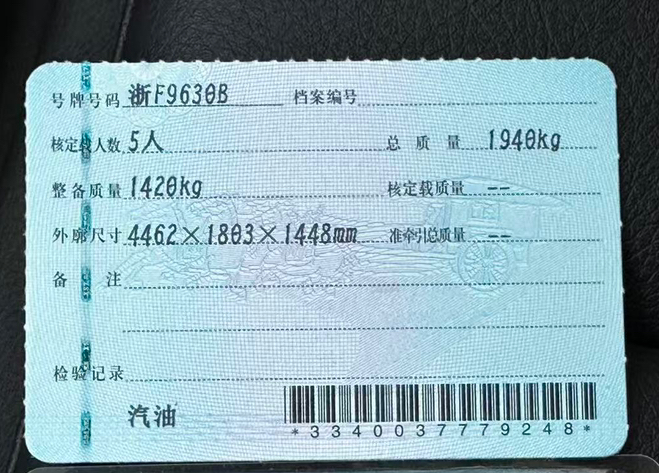 号牌号码 浙F9630B 档案编号
核定载人数 5人 总质量 1940kg
整备质量 1420kg 核定载质量 --
外廓尺寸 4462×1803×1448mm 准牵引总质量 --
备注
检验记录
汽油
*3340037779248*